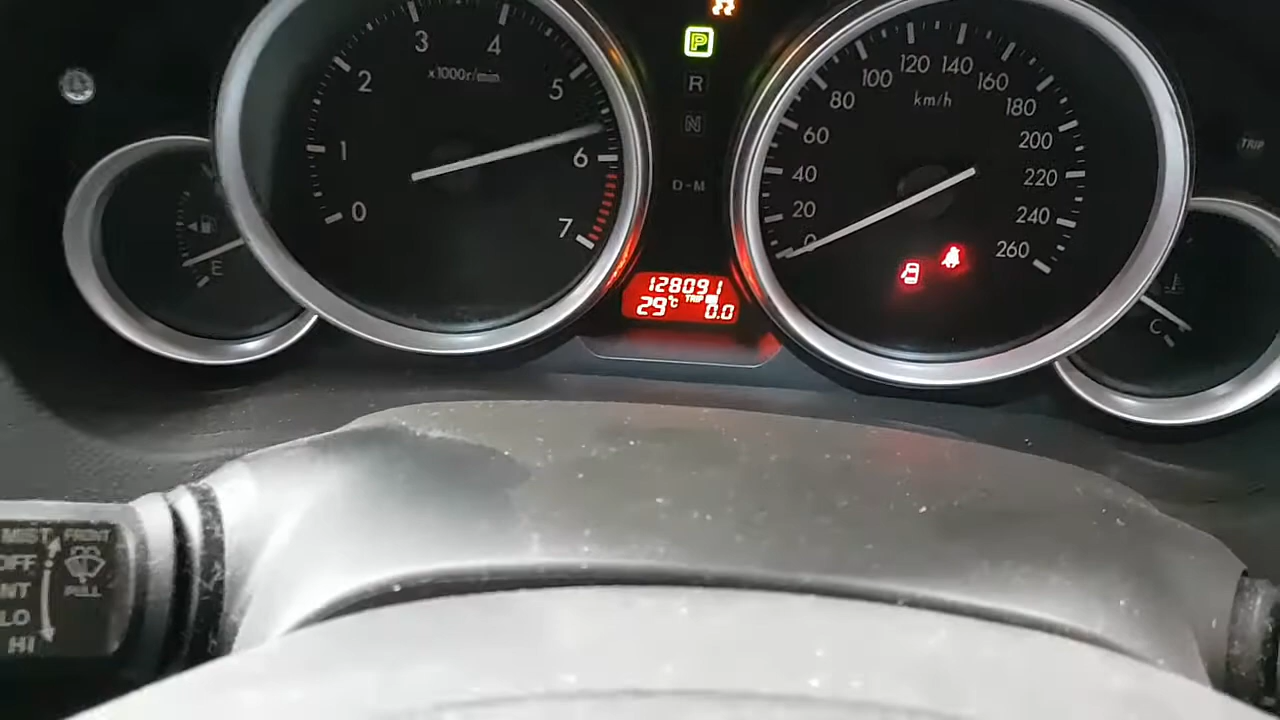 0
1
2
3
4
5
6
7
x1000r/min
E
P
R
N
D-M
128091
29°C TRIP
0.0
0
20
40
60
80
100
120
140
160
180
200
220
240
260
km/h
TRIP
C
MIST
OFF
INT
LO
HI
FRONT
PULL